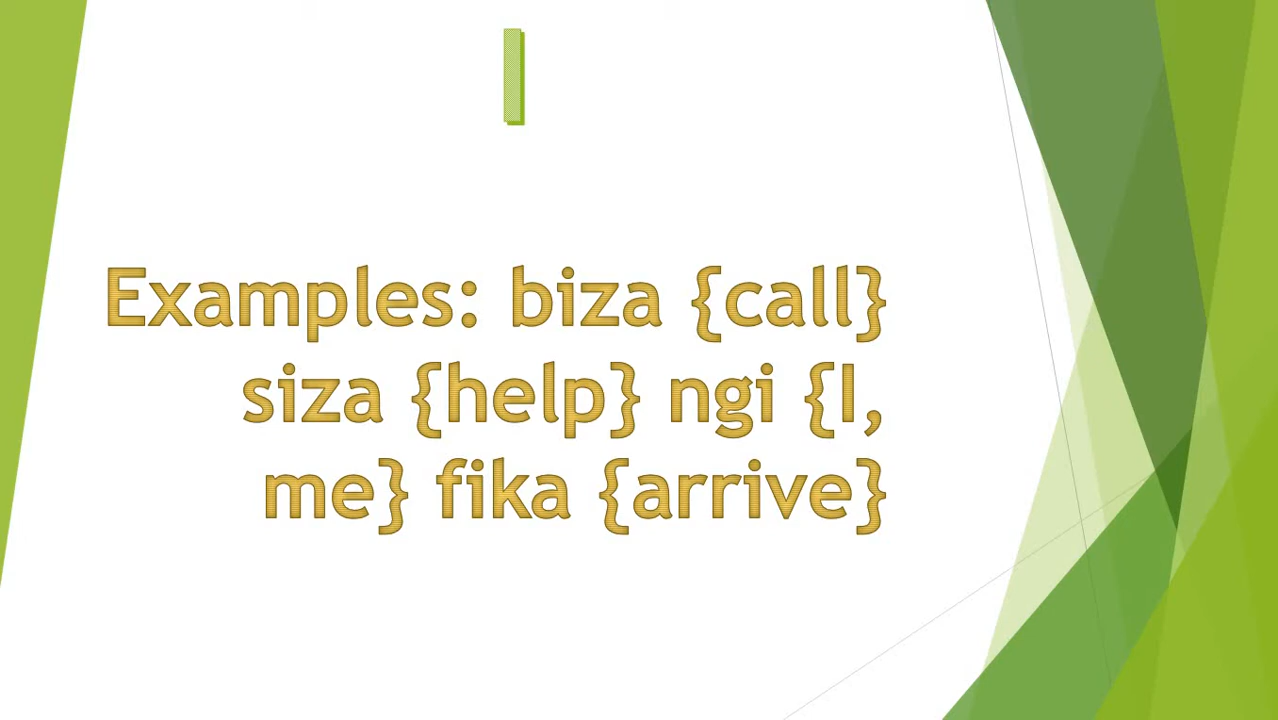 I
Examples: biza {call}
siza {help} ngi {I,
me} fika {arrive}